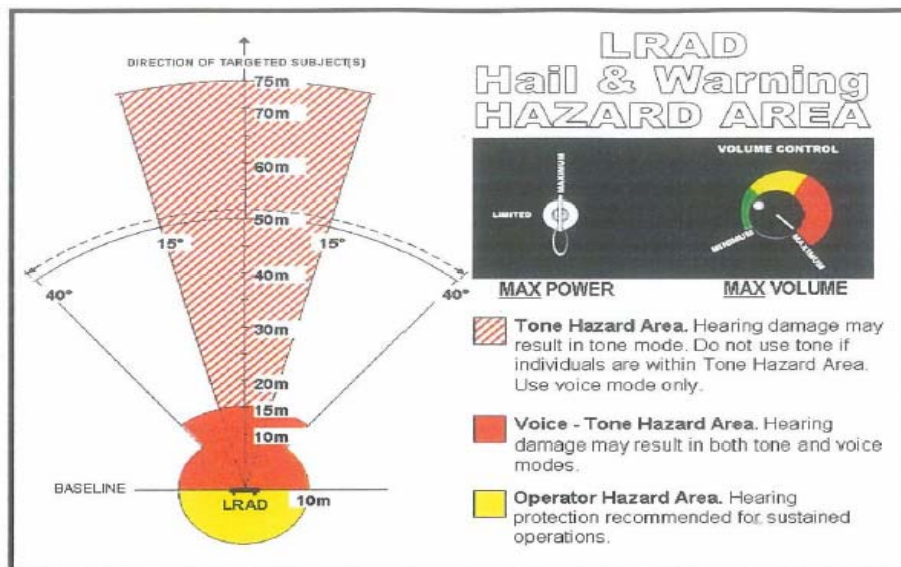 DIRECTION OF TARGETED SUBJECT(S)
75m
70m
60m
50m
15°
15°
40°
40°
40m
30m
20m
15m
10m
BASELINE
LRAD
10m
LRAD
Hail & Warning
HAZARD AREA
VOLUME CONTROL
MAXIMUM
LIMITED
MINIMUM
MAXIMUM
MAX POWER
MAX VOLUME
Tone Hazard Area. Hearing damage may
result in tone mode. Do not use tone if
individuals are within Tone Hazard Area.
Use voice mode only.
Voice - Tone Hazard Area. Hearing
damage may result in both tone and voice
modes.
Operator Hazard Area. Hearing
protection recommended for sustained
operations.